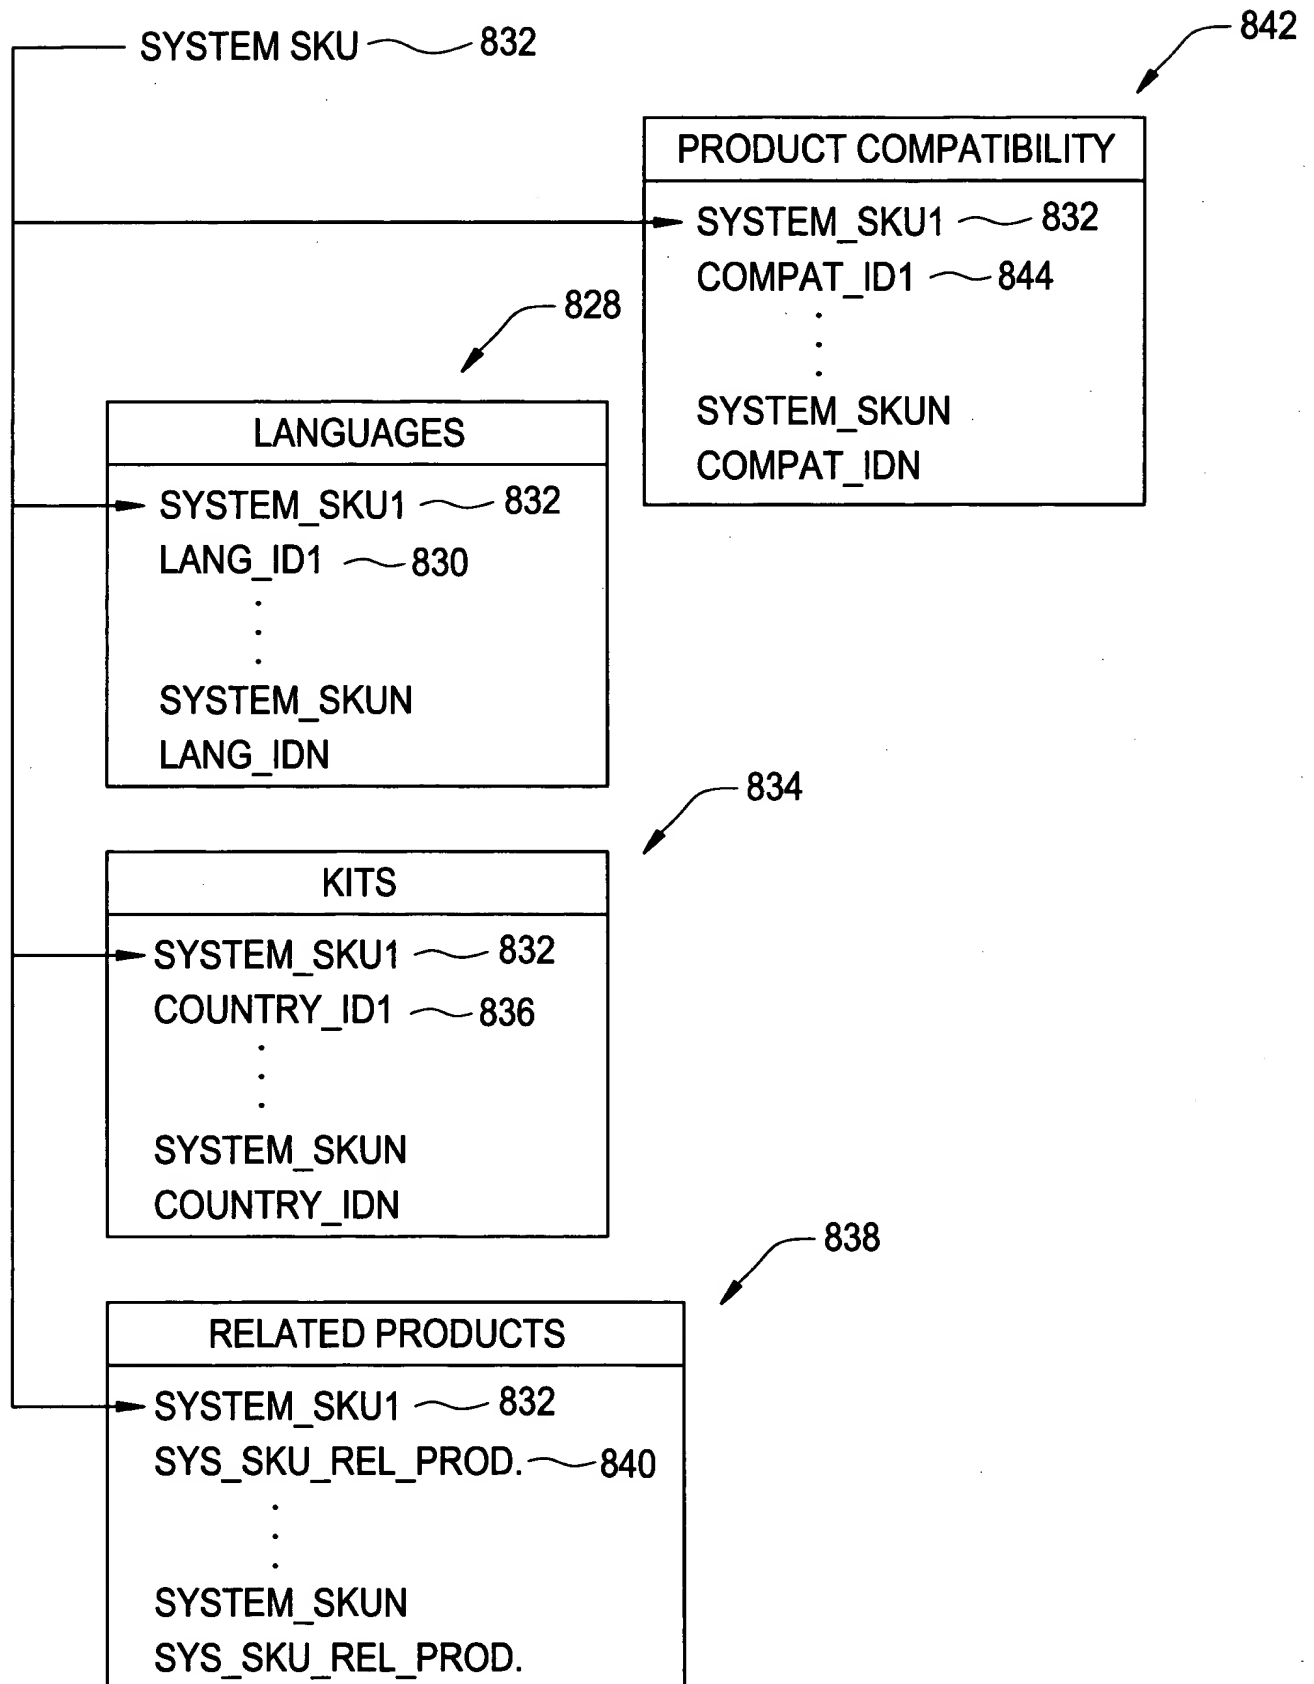 SYSTEM SKU 832
842
PRODUCT COMPATIBILITY
SYSTEM_SKU1 832
COMPAT_ID1 844
SYSTEM_SKUN
COMPAT_IDN
828
LANGUAGES
SYSTEM_SKU1 832
LANG_ID1 830
SYSTEM_SKUN
LANG_IDN
834
KITS
SYSTEM_SKU1 832
COUNTRY_ID1 836
SYSTEM_SKUN
COUNTRY_IDN
838
RELATED PRODUCTS
SYSTEM_SKU1 832
SYS_SKU_REL_PROD. 840
SYSTEM_SKUN
SYS_SKU_REL_PROD.